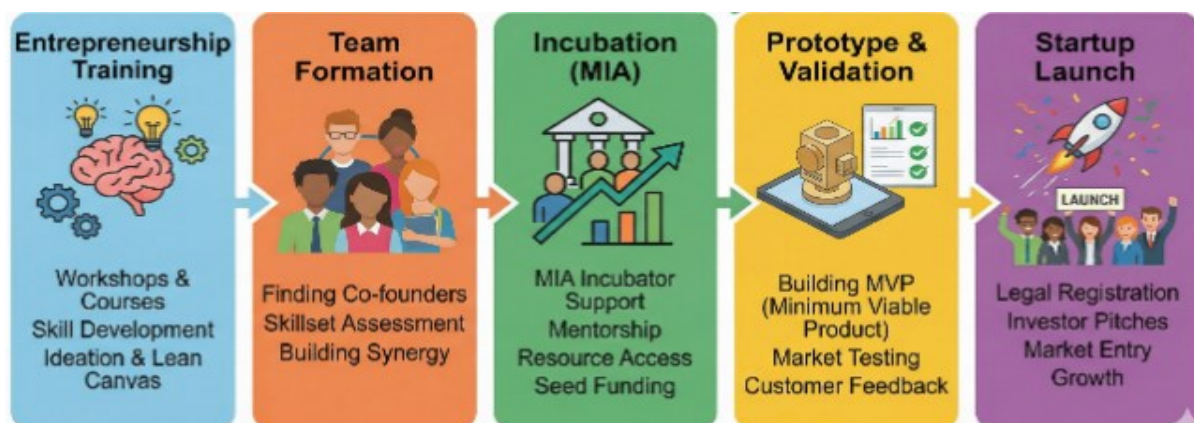 Entrepreneurship
Training
Workshops &
Courses
Skill Development
Ideation & Lean
Canvas
Team
Formation
Finding Co-founders
Skillset Assessment
Building Synergy
Incubation
(MIA)
MIA Incubator
Support
Mentorship
Resource Access
Seed Funding
Prototype &
Validation
Building MVP
(Minimum Viable
Product)
Market Testing
Customer Feedback
Startup
Launch
LAUNCH
Legal Registration
Investor Pitches
Market Entry
Growth